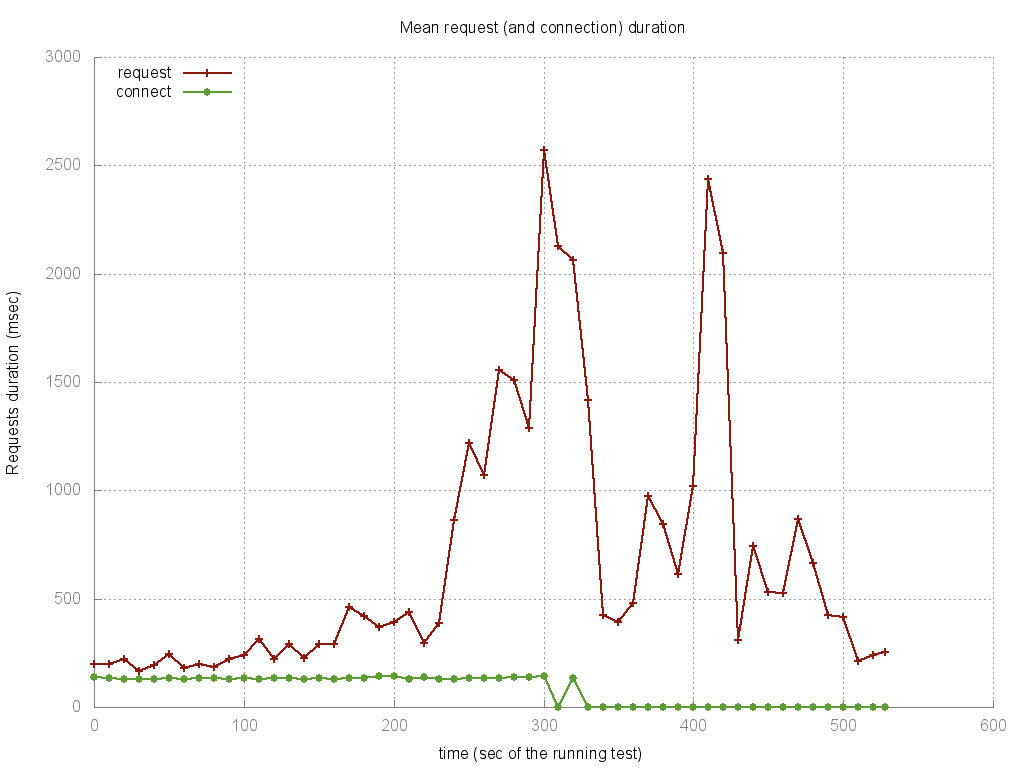 Mean request (and connection) duration
3000
request
connect
2500
2000
Requests duration (msec)
1500
1000
500
0
0 100 200 300 400 500 600
time (sec of the running test)